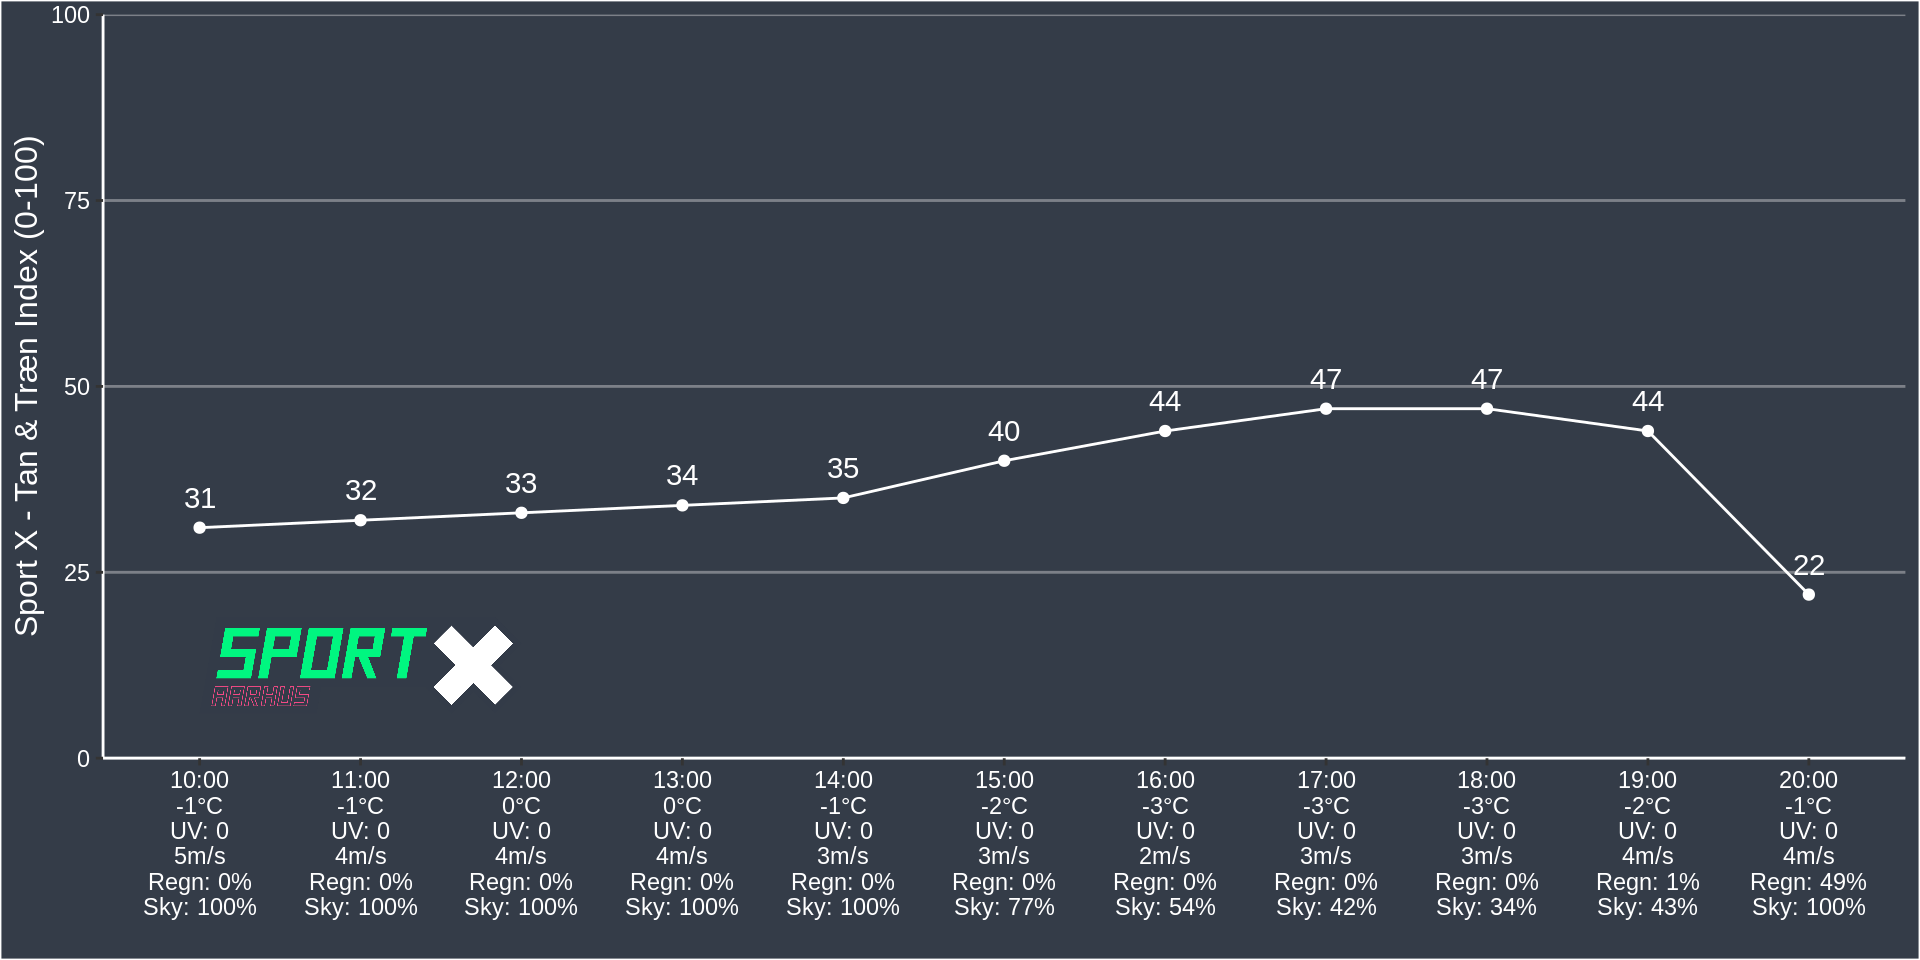 Sport X - Tan & Træn Index (0-100)
100
75
50
25
0
31
32
33
34
35
40
44
47
47
44
22
SPORT X
AARHUS
10:00 11:00 12:00 13:00 14:00 15:00 16:00 17:00 18:00 19:00 20:00
-1°C -1°C 0°C 0°C -1°C -2°C -3°C -3°C -3°C -2°C -1°C
UV: 0 UV: 0 UV: 0 UV: 0 UV: 0 UV: 0 UV: 0 UV: 0 UV: 0 UV: 0 UV: 0
5m/s 4m/s 4m/s 4m/s 3m/s 3m/s 2m/s 3m/s 3m/s 4m/s 4m/s
Regn: 0% Regn: 0% Regn: 0% Regn: 0% Regn: 0% Regn: 0% Regn: 0% Regn: 0% Regn: 0% Regn: 1% Regn: 49%
Sky: 100% Sky: 100% Sky: 100% Sky: 100% Sky: 100% Sky: 77% Sky: 54% Sky: 42% Sky: 34% Sky: 43% Sky: 100%